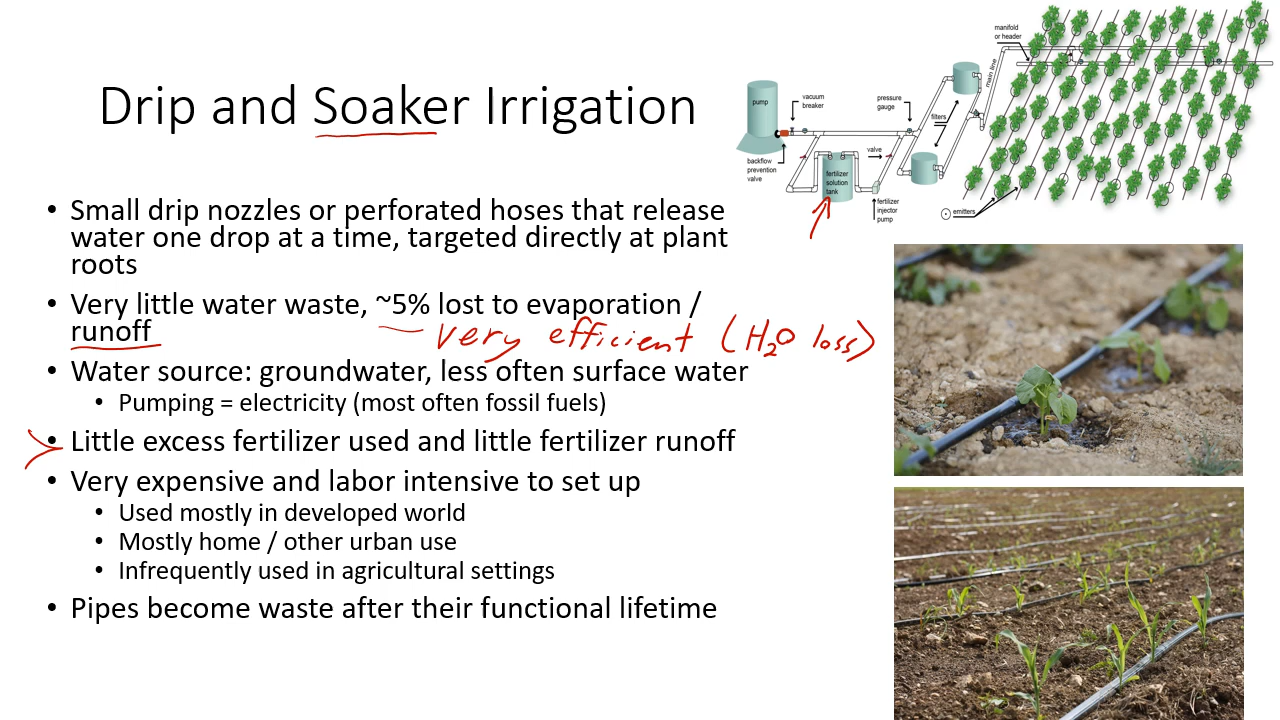 Drip and Soaker Irrigation
• Small drip nozzles or perforated hoses that release
water one drop at a time, targeted directly at plant
roots
• Very little water waste, ~5% lost to evaporation /
runoff
very efficient (H₂O loss)
• Water source: groundwater, less often surface water
• Pumping = electricity (most often fossil fuels)
• Little excess fertilizer used and little fertilizer runoff
• Very expensive and labor intensive to set up
• Used mostly in developed world
• Mostly home / other urban use
• Infrequently used in agricultural settings
• Pipes become waste after their functional lifetime
pump
vacuum
breaker
backflow
prevention
valve
fertilizer
solution
tank
valve
fertilizer
injector
pump
pressure
gauge
filters
main line
manifold
or header
emitters